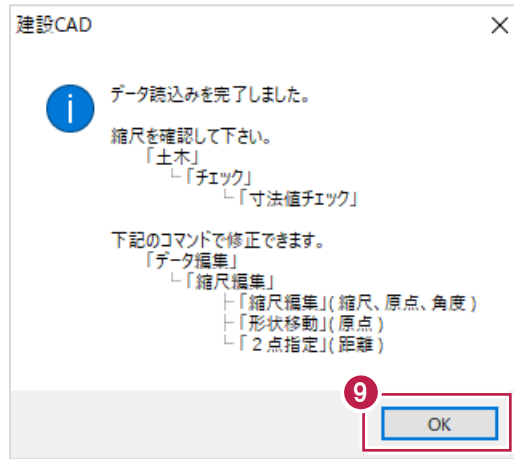 建設CAD
データ読込みを完了しました。
縮尺を確認して下さい。
「土木」
└「チェック」
└「寸法値チェック」
下記のコマンドで修正できます。
「データ編集」
└「縮尺編集」
├「縮尺編集」( 縮尺、原点、角度 )
├「形状移動」( 原点 )
└「２点指定」( 距離 )
9
OK